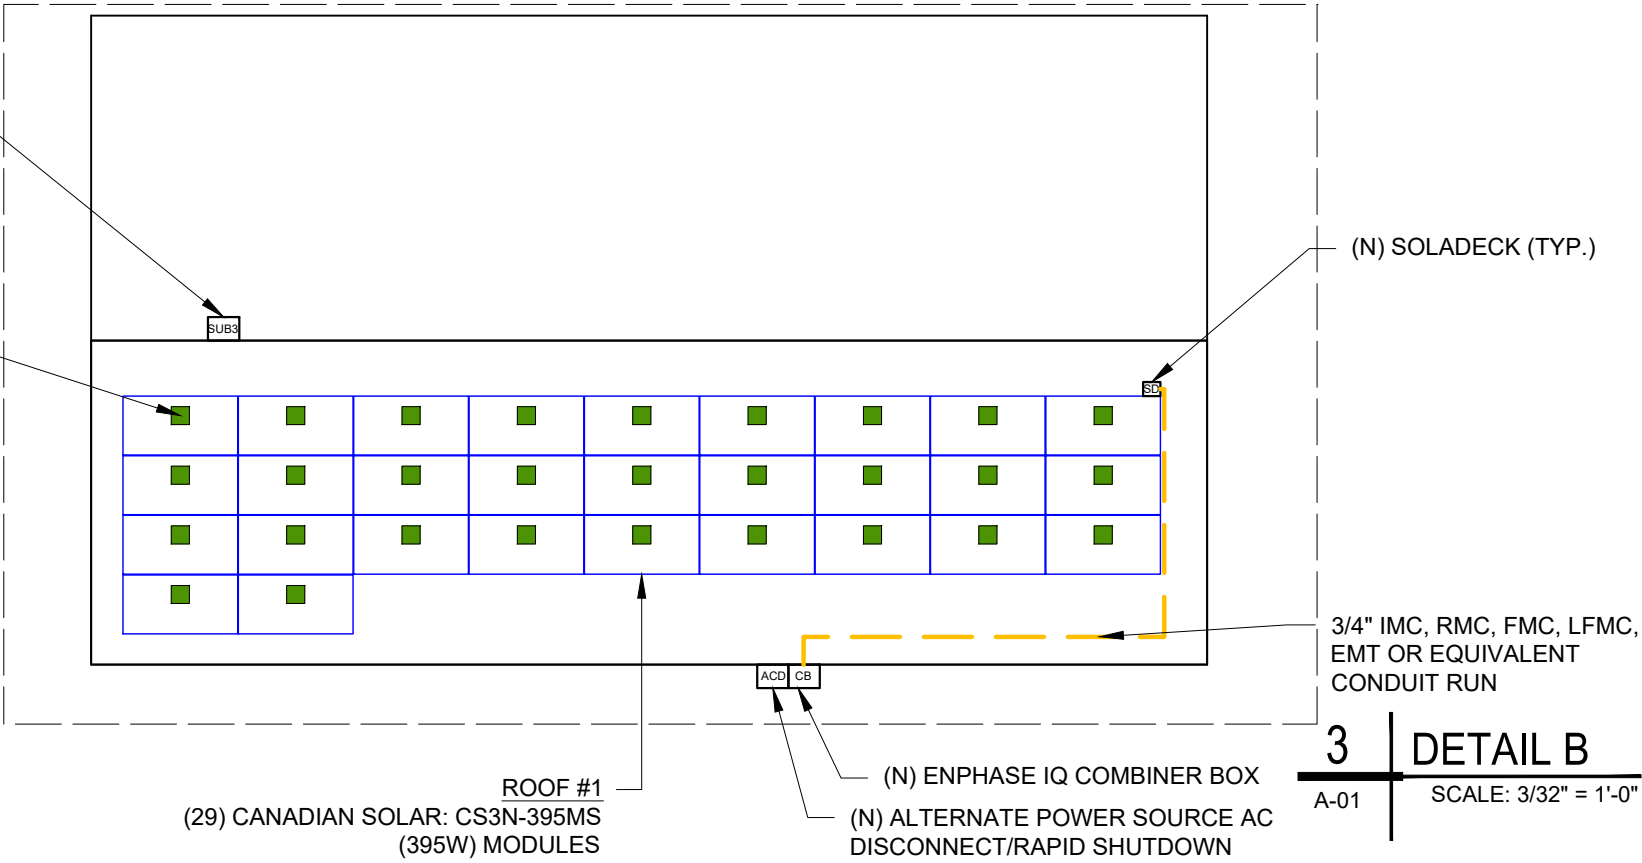 (N) SOLADECK (TYP.)
SUB3
SD
3/4" IMC, RMC, FMC, LFMC,
EMT OR EQUIVALENT
CONDUIT RUN
ACD
CB
ROOF #1
(29) CANADIAN SOLAR: CS3N-395MS
(395W) MODULES
(N) ENPHASE IQ COMBINER BOX
(N) ALTERNATE POWER SOURCE AC
DISCONNECT/RAPID SHUTDOWN
3
DETAIL B
A-01
SCALE: 3/32" = 1'-0"